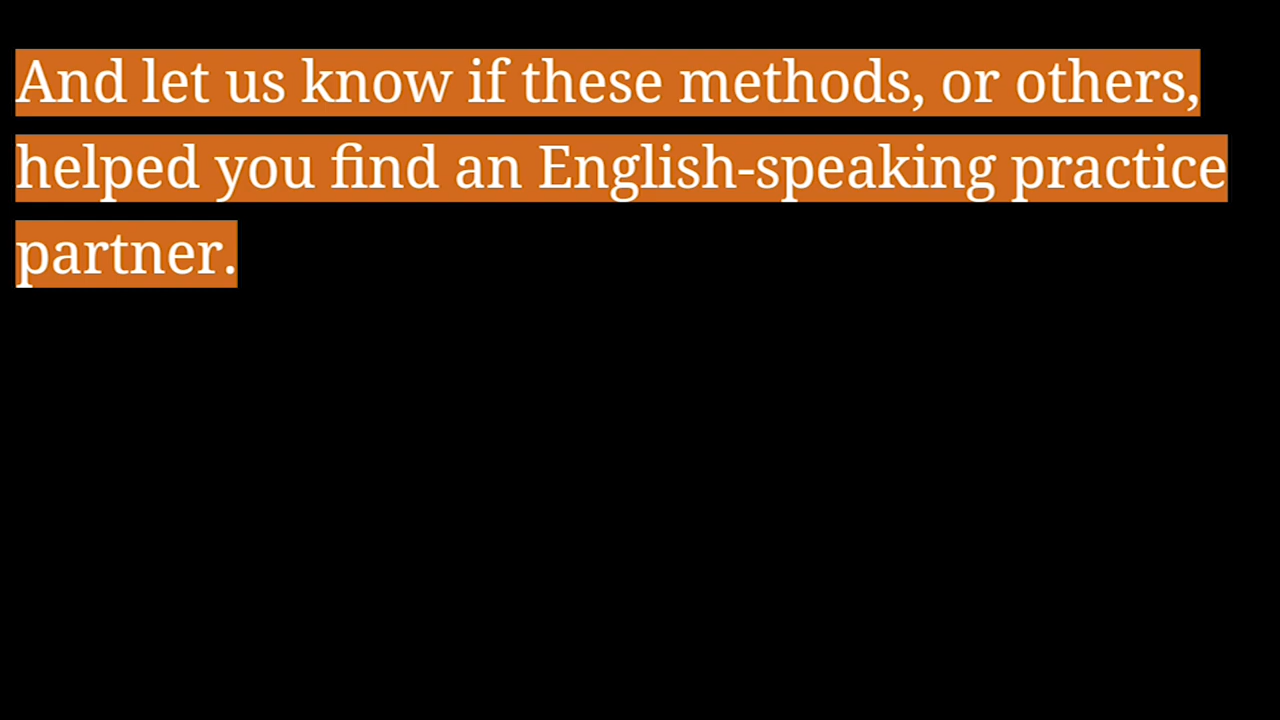 And let us know if these methods, or others,
helped you find an English-speaking practice
partner.